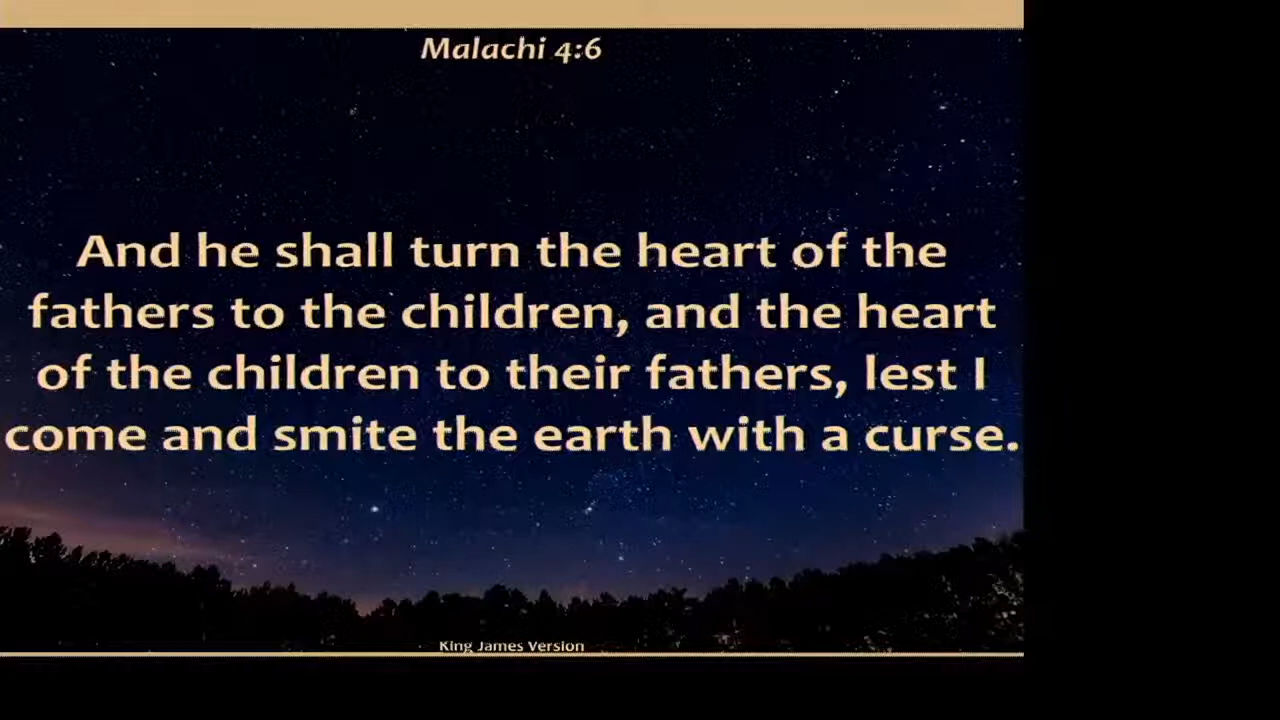 Malachi 4:6
And he shall turn the heart of the
fathers to the children, and the heart
of the children to their fathers, lest I
come and smite the earth with a curse.
King James Version